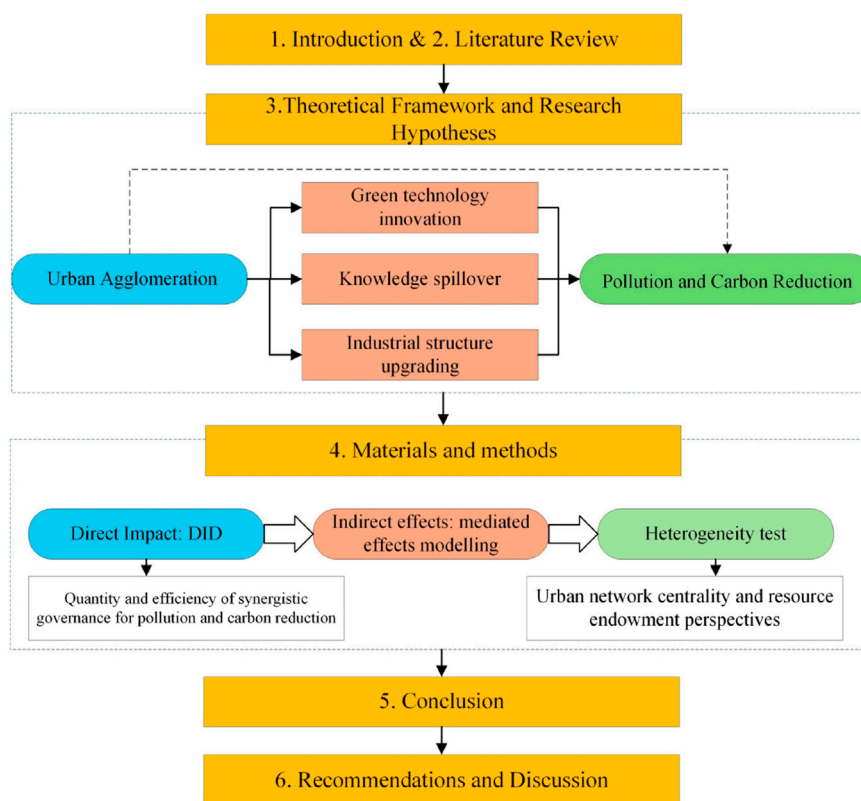 1. Introduction & 2. Literature Review
3.Theoretical Framework and Research
Hypotheses
Green technology
innovation
Urban Agglomeration
Knowledge spillover
Pollution and Carbon Reduction
Industrial structure
upgrading
4. Materials and methods
Direct Impact: DID
Indirect effects: mediated
effects modelling
Heterogeneity test
Quantity and efficiency of synergistic
governance for pollution and carbon reduction
Urban network centrality and resource
endowment perspectives
5. Conclusion
6. Recommendations and Discussion